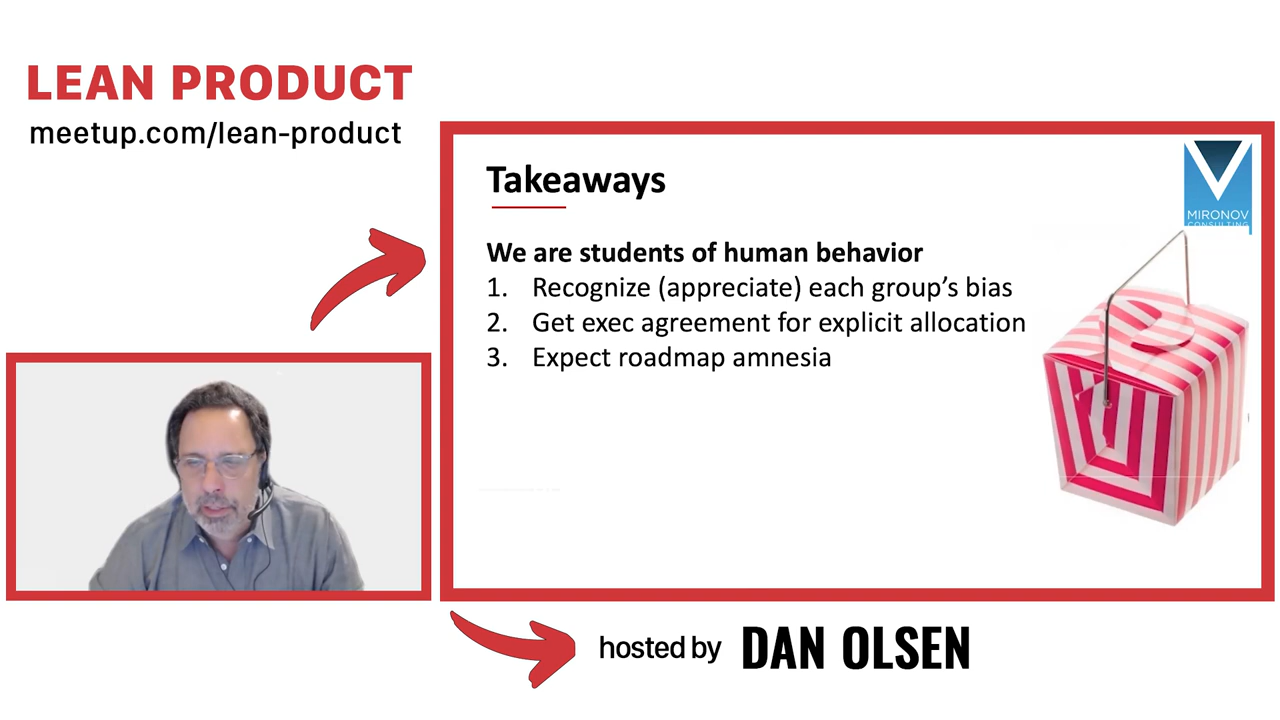 LEAN PRODUCT
meetup.com/lean-product
Takeaways
MIRONOV
CONSULTING
We are students of human behavior
1. Recognize (appreciate) each group's bias
2. Get exec agreement for explicit allocation
3. Expect roadmap amnesia
hosted by DAN OLSEN